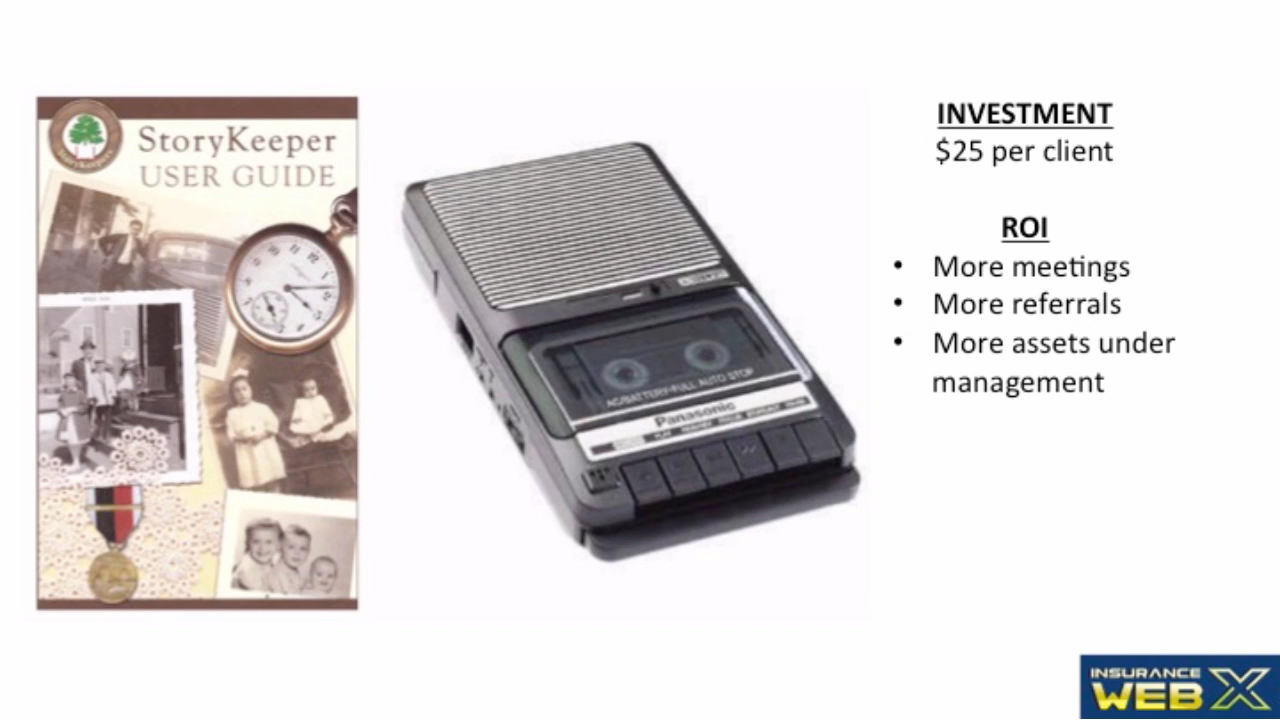 StoryKeeper
USER GUIDE
StoryKeepers
AC/BATTERY-FULL AUTO STOP
Panasonic
INVESTMENT
$25 per client
ROI
• More meetings
• More referrals
• More assets under
management
INSURANCE
WEB X